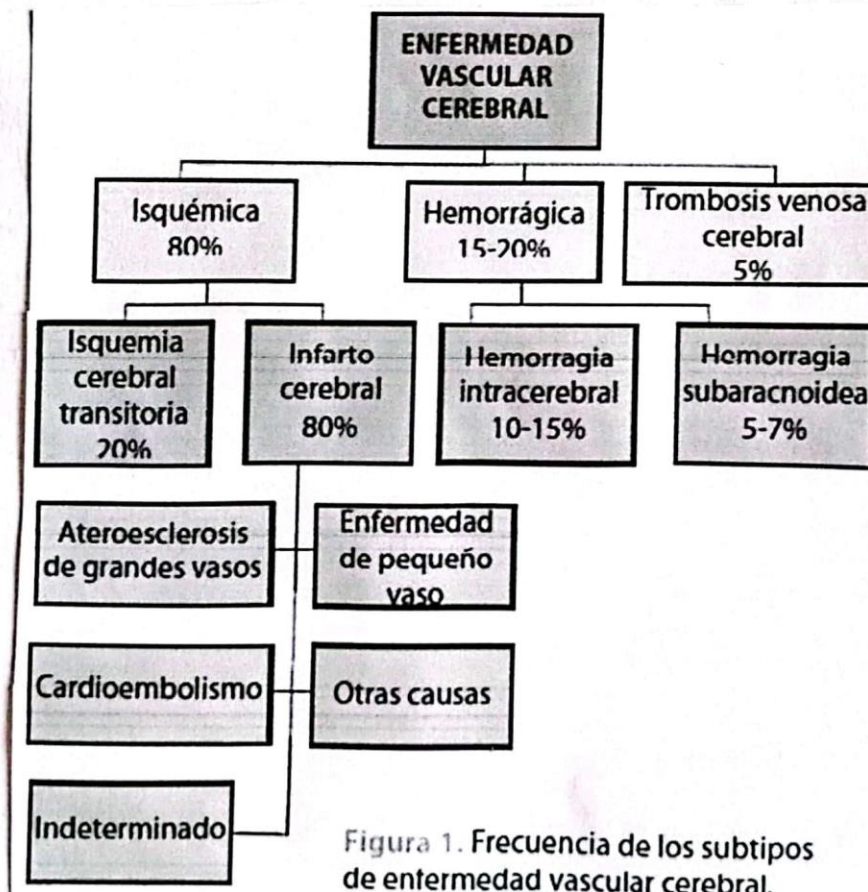 ENFERMEDAD
VASCULAR
CEREBRAL
Isquémica
80%
Hemorrágica
15-20%
Trombosis venosa
cerebral
5%
Isquemia
cerebral
transitoria
20%
Infarto
cerebral
80%
Hemorragia
intracerebral
10-15%
Hemorragia
subaracnoidea
5-7%
Ateroesclerosis
de grandes vasos
Enfermedad
de pequeño
vaso
Cardioembolismo
Otras causas
Indeterminado
Figura 1. Frecuencia de los subtipos
de enfermedad vascular cerebral.